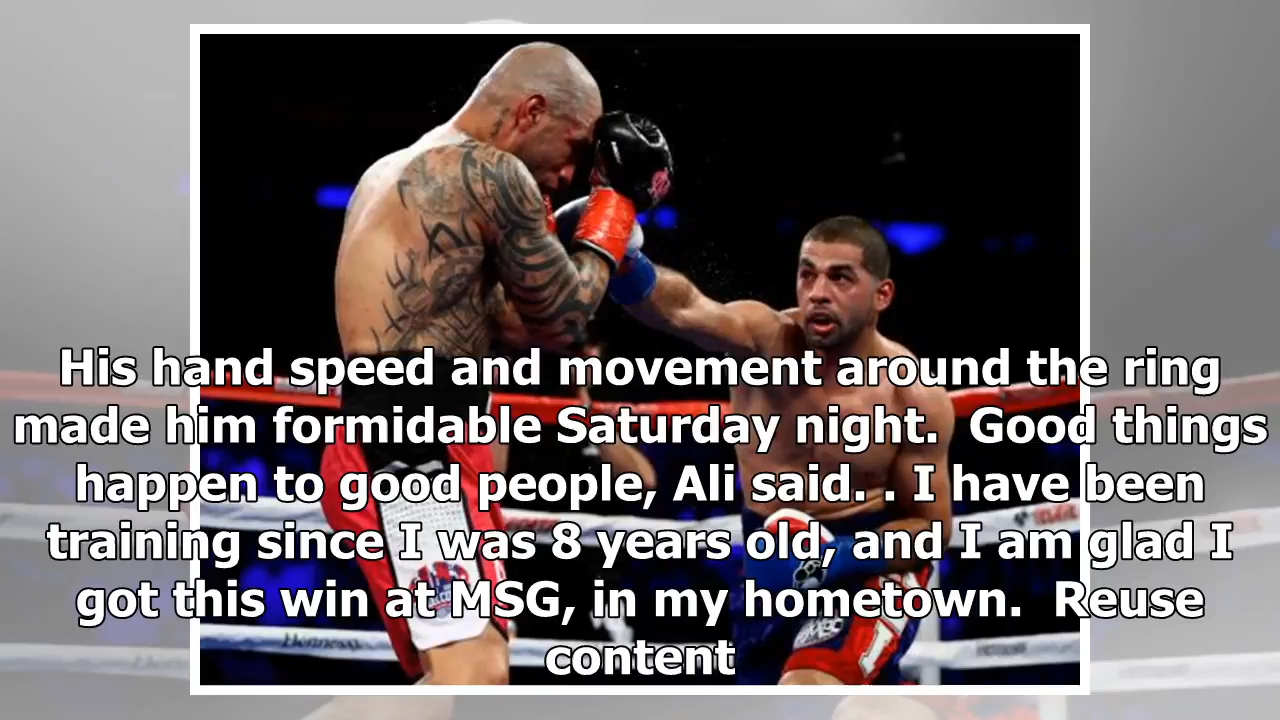 His hand speed and movement around the ring
made him formidable Saturday night.  Good things
happen to good people, Ali said. . I have been
training since I was 8 years old, and I am glad I
got this win at MSG, in my hometown.  Reuse
content
Hennessy